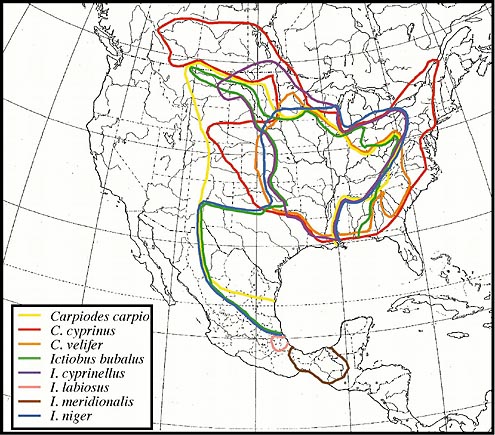 Carpiodes carpio
C. cyprinus
C. velifer
Ictiobus bubalus
I. cyprinellus
I. labiosus
I. meridionalis
I. niger